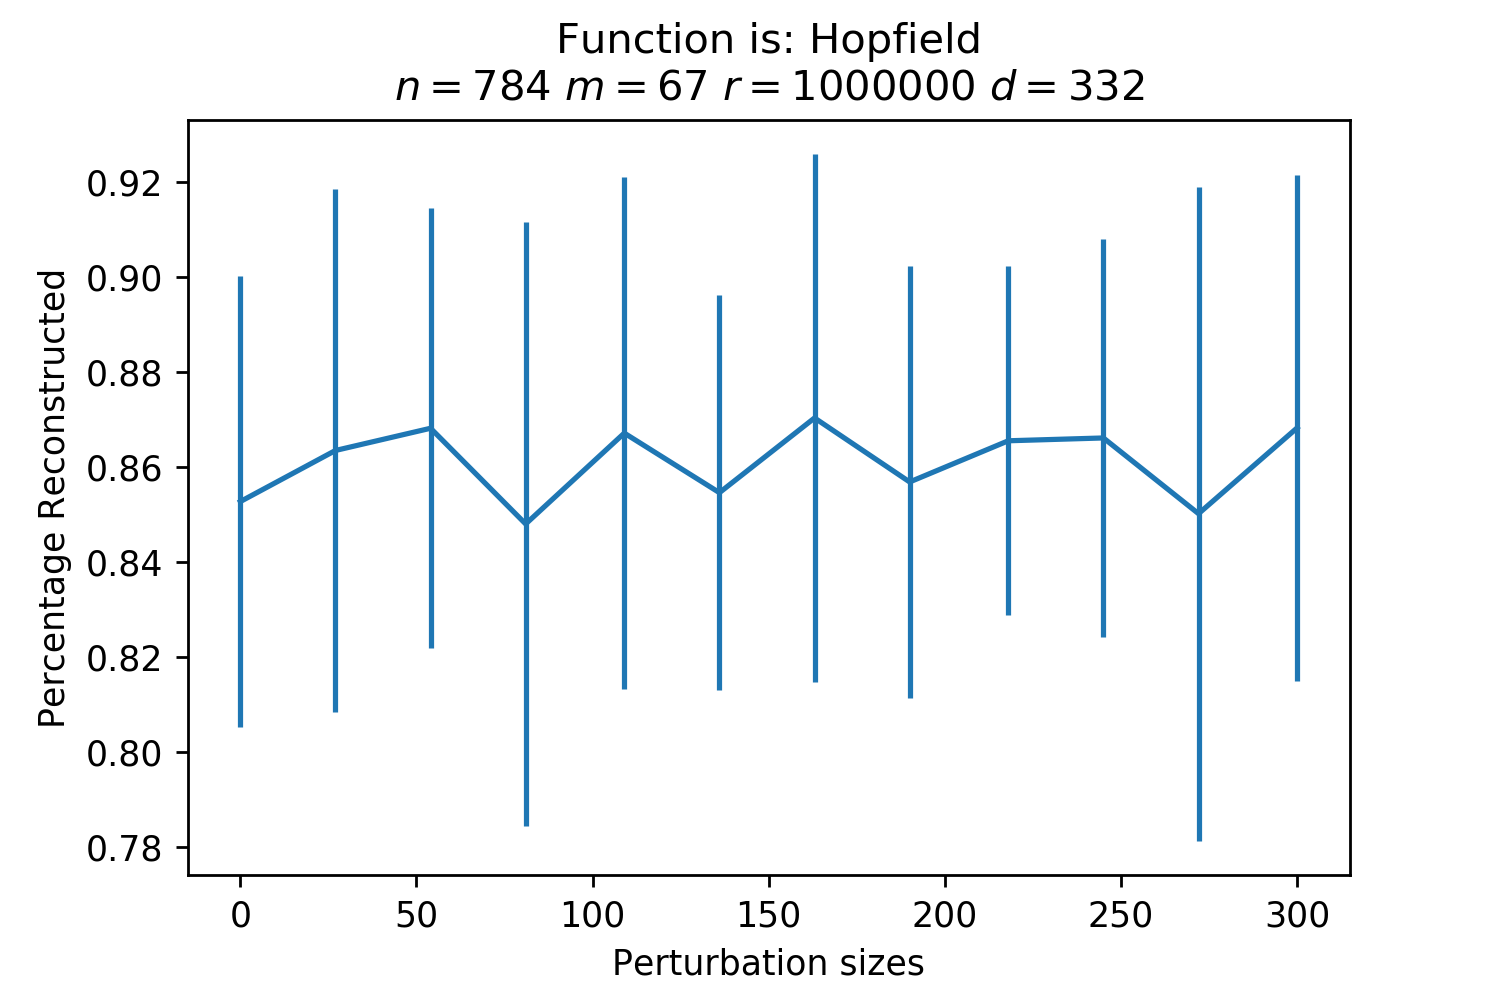 Function is: Hopfield
n = 784 m = 67 r = 1000000 d = 332
0.92
0.90
0.88
0.86
0.84
0.82
0.80
0.78
Percentage Reconstructed
0 50 100 150 200 250 300
Perturbation sizes